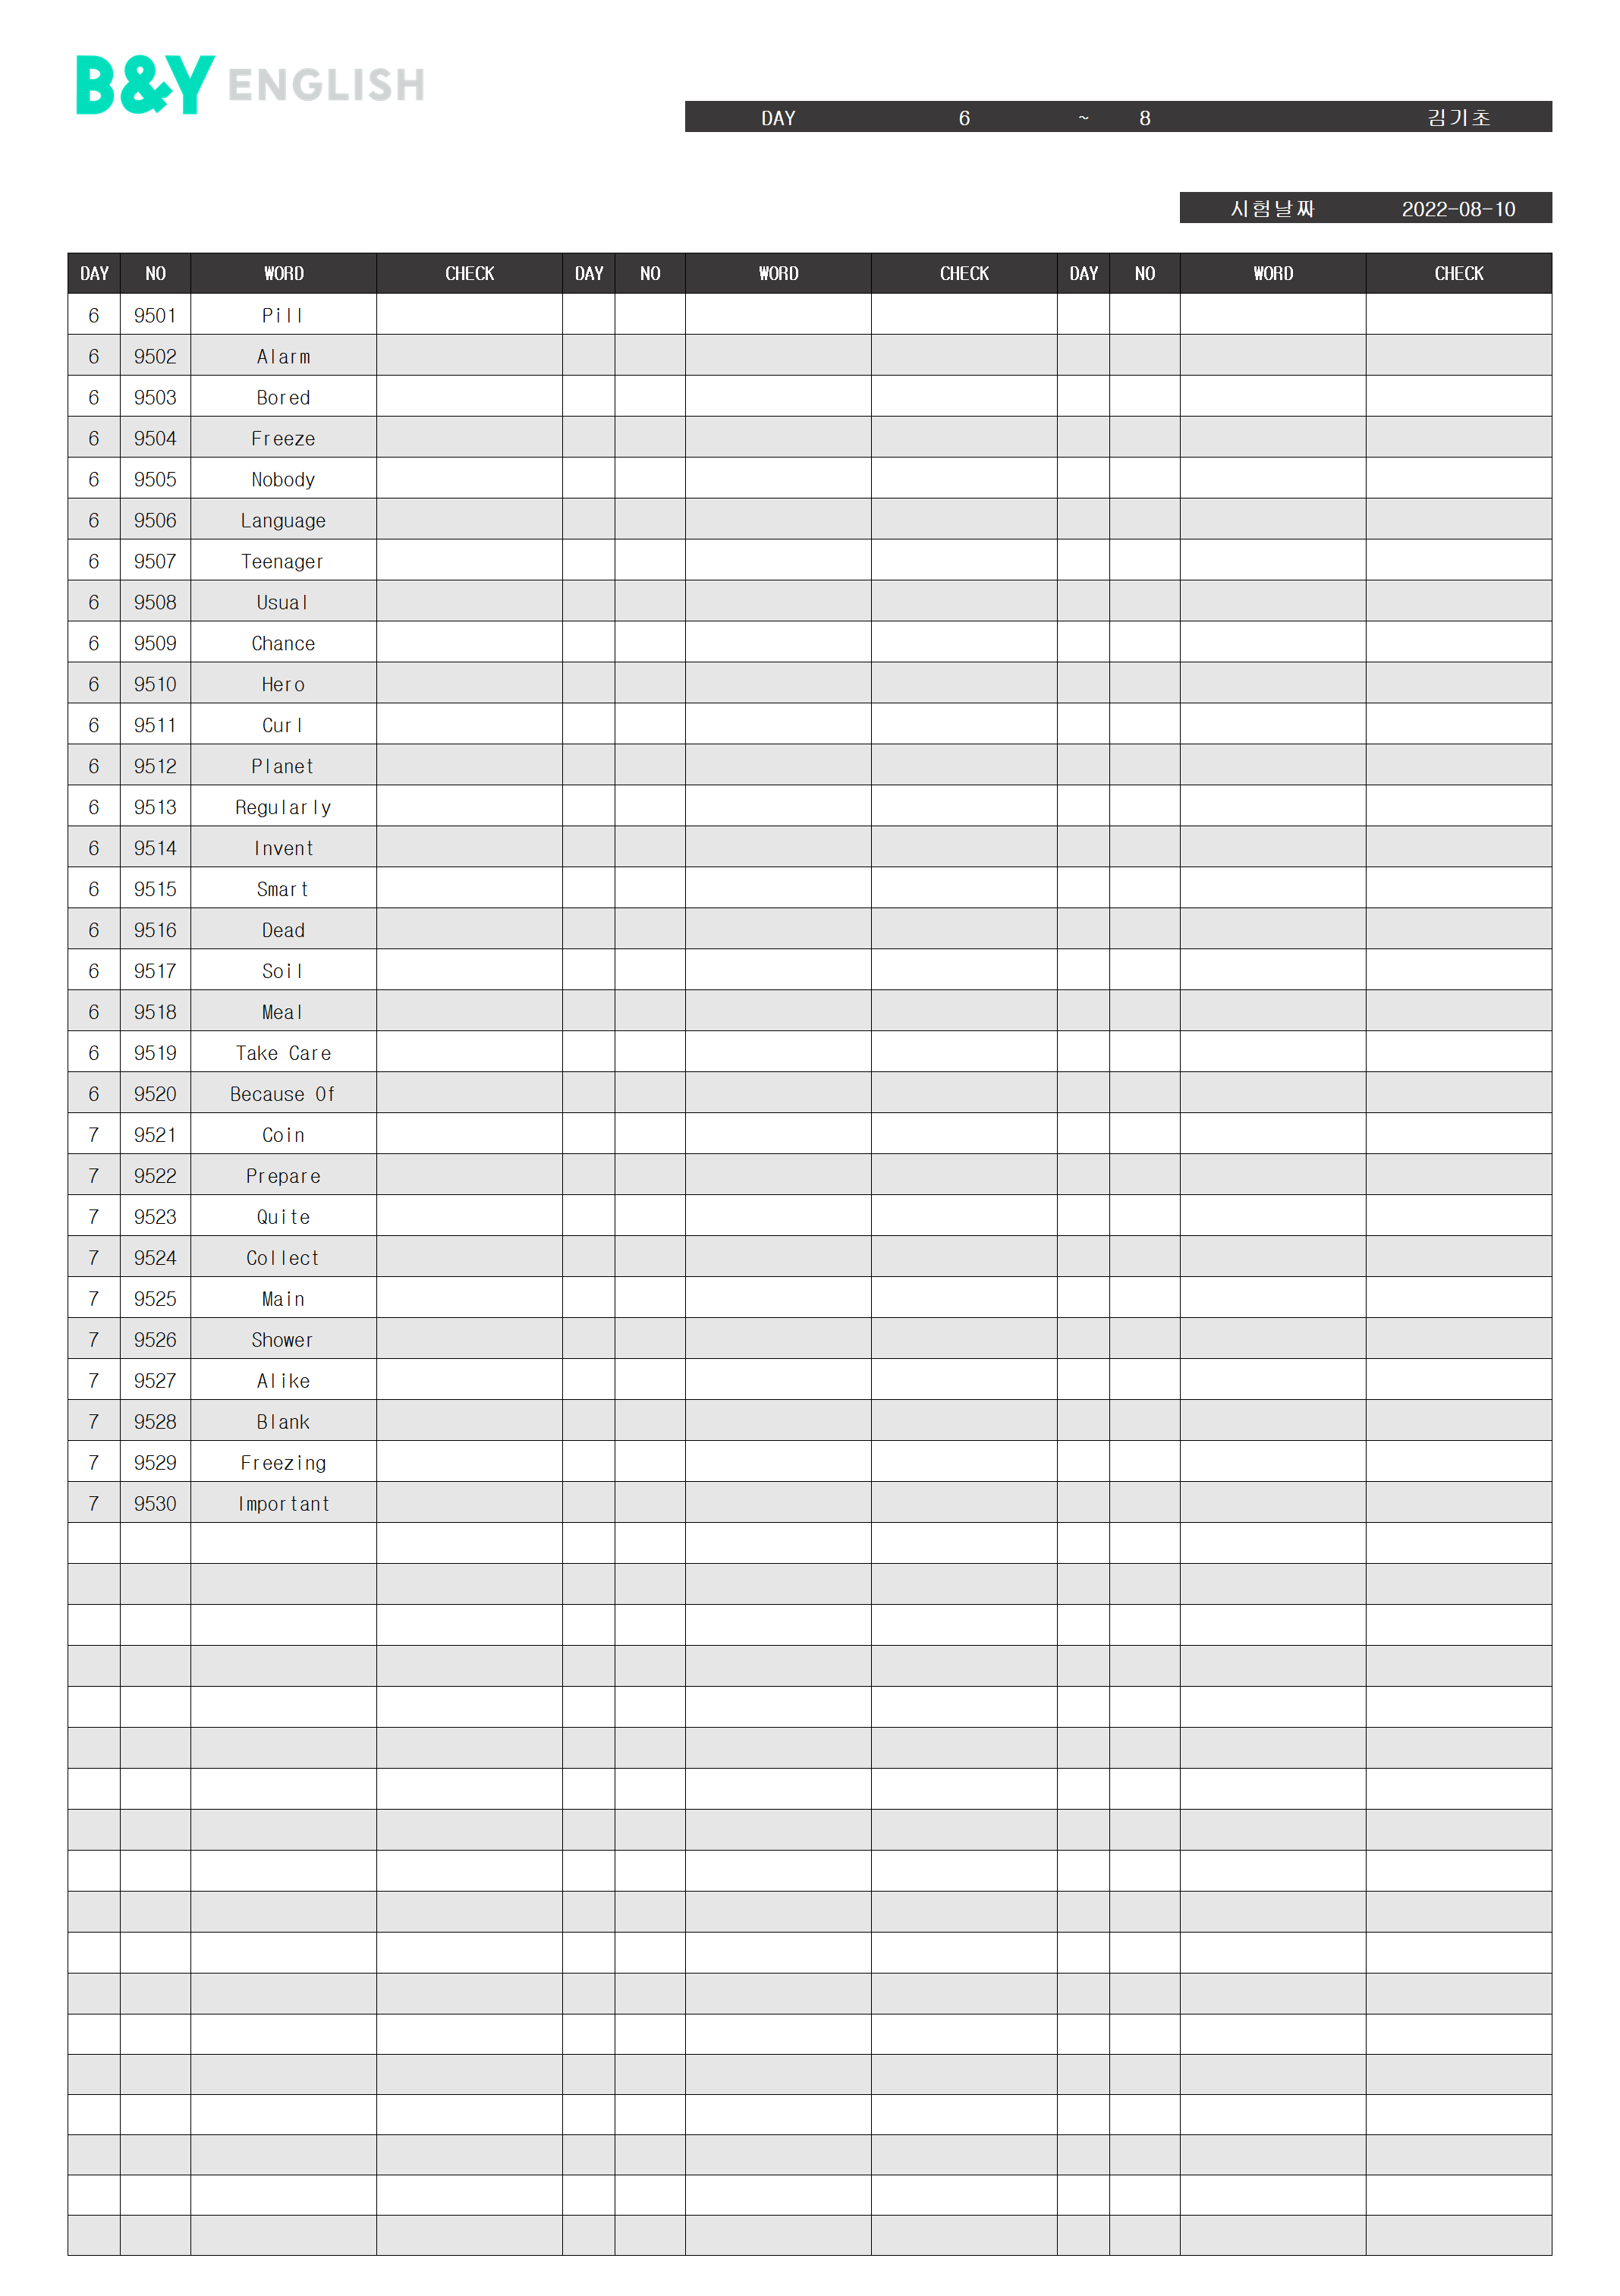 B&Y ENGLISH
DAY 6 ~ 8 김기초
시험날짜 2022-08-10
DAY NO WORD CHECK DAY NO WORD CHECK DAY NO WORD CHECK
6 9501 Pill
6 9502 Alarm
6 9503 Bored
6 9504 Freeze
6 9505 Nobody
6 9506 Language
6 9507 Teenager
6 9508 Usual
6 9509 Chance
6 9510 Hero
6 9511 Curl
6 9512 Planet
6 9513 Regularly
6 9514 Invent
6 9515 Smart
6 9516 Dead
6 9517 Soil
6 9518 Meal
6 9519 Take Care
6 9520 Because Of
7 9521 Coin
7 9522 Prepare
7 9523 Quite
7 9524 Collect
7 9525 Main
7 9526 Shower
7 9527 Alike
7 9528 Blank
7 9529 Freezing
7 9530 Important